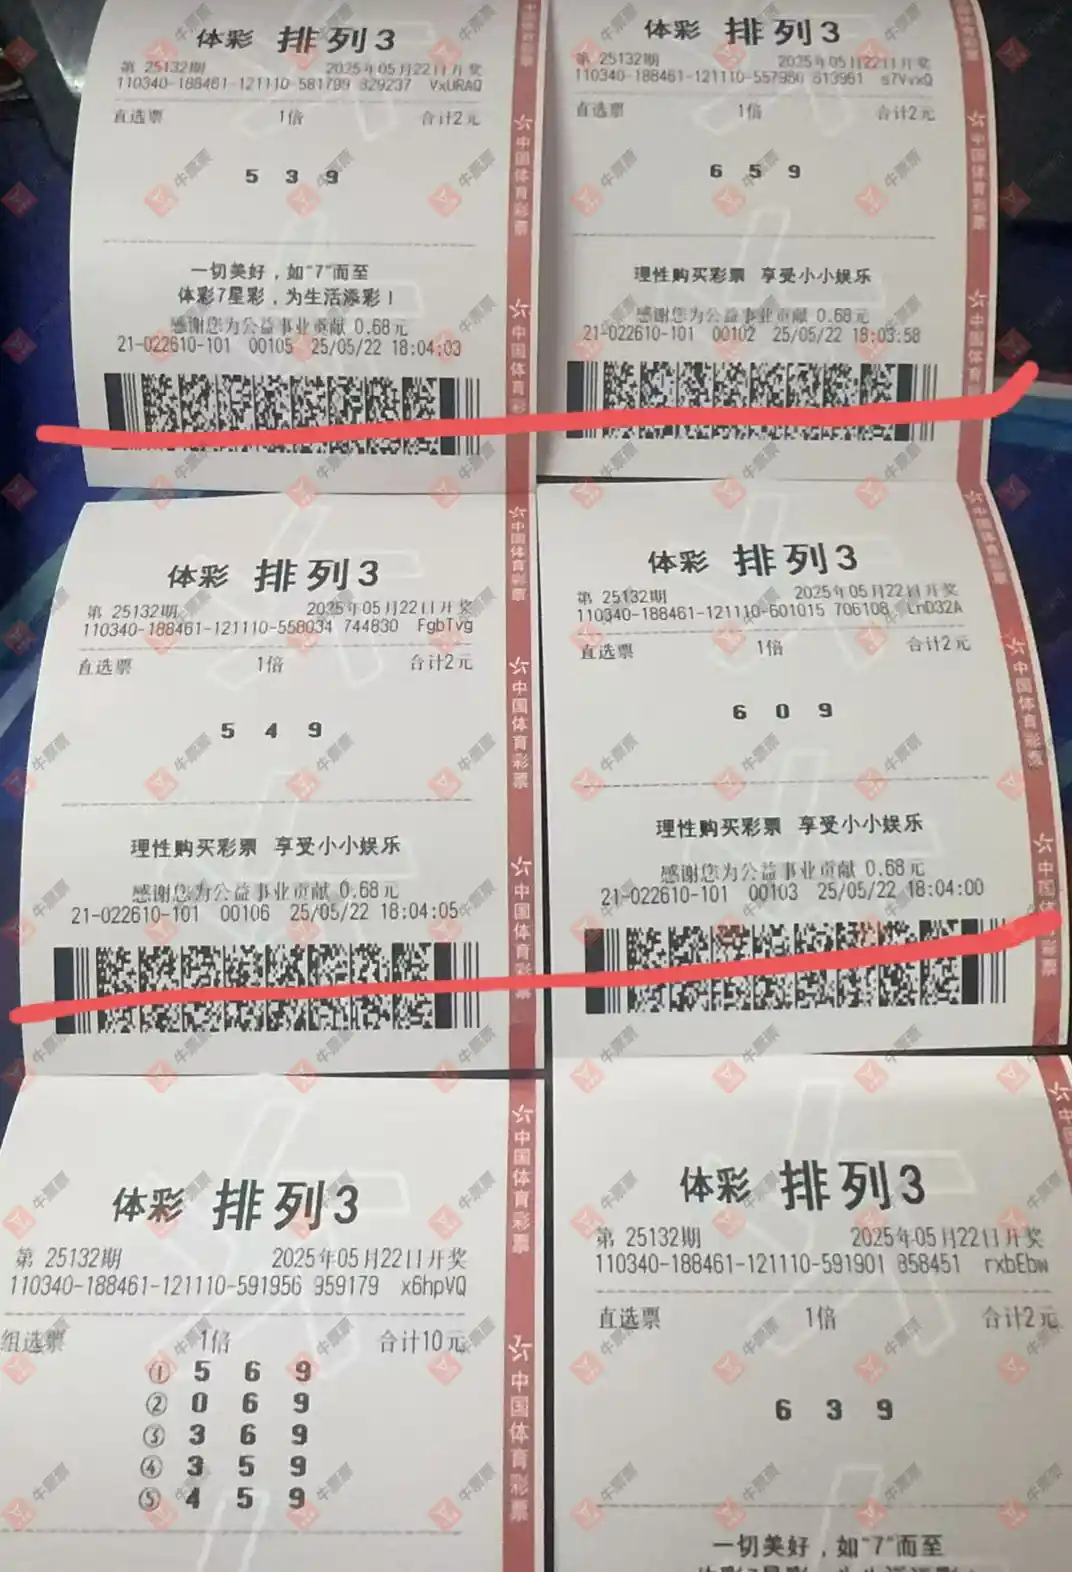 体彩 排列3
第 25132期 2025年05月22日开奖
110340-188461-121110-581799 829237 VxURAQ
直选票 1倍 合计2元
5 3 9
一切美好，如“7”而至
体彩7星彩，为生活添彩！
感谢您为公益事业贡献 0.68元
21-022610-101 00105 25/05/22 18:04:03
体彩 排列3
第 25132期 2025年05月22日开奖
110340-188461-121110-557980 613961 s7VvxQ
直选票 1倍 合计2元
6 5 9
理性购买彩票 享受小小娱乐
感谢您为公益事业贡献 0.68元
21-022610-101 00102 25/05/22 18:03:58
体彩 排列3
第 25132期 2025年05月22日开奖
110340-188461-121110-558034 744830 FgbTvg
直选票 1倍 合计2元
5 4 9
理性购买彩票 享受小小娱乐
感谢您为公益事业贡献 0.68元
21-022610-101 00106 25/05/22 18:04:05
体彩 排列3
第 25132期 2025年05月22日开奖
110340-188461-121110-601015 706108 LnD32A
直选票 1倍 合计2元
6 0 9
理性购买彩票 享受小小娱乐
感谢您为公益事业贡献 0.68元
21-022610-101 00103 25/05/22 18:04:00
体彩 排列3
第 25132期 2025年05月22日开奖
110340-188461-121110-591956 959179 x6hpVQ
组选票 1倍 合计10元
① 5 6 9
② 0 6 9
③ 3 6 9
④ 3 5 9
⑤ 4 5 9
体彩 排列3
第 25132期 2025年05月22日开奖
110340-188461-121110-591901 858451 rxbEbw
直选票 1倍 合计2元
6 3 9
一切美好，如“7”而至
中国体育彩票
牛票票